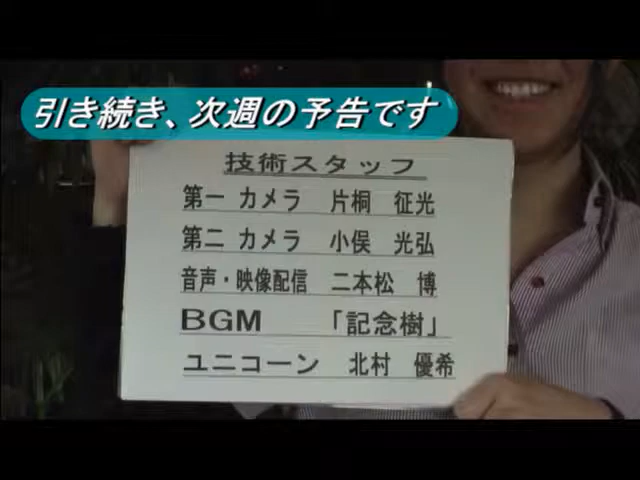 引き続き、次週の予告です
技術スタッフ
第一 カメラ 片桐 征光
第二 カメラ 小俣 光弘
音声・映像配信 二本松 博
BGM 「記念樹」
ユニコーン 北村 優希